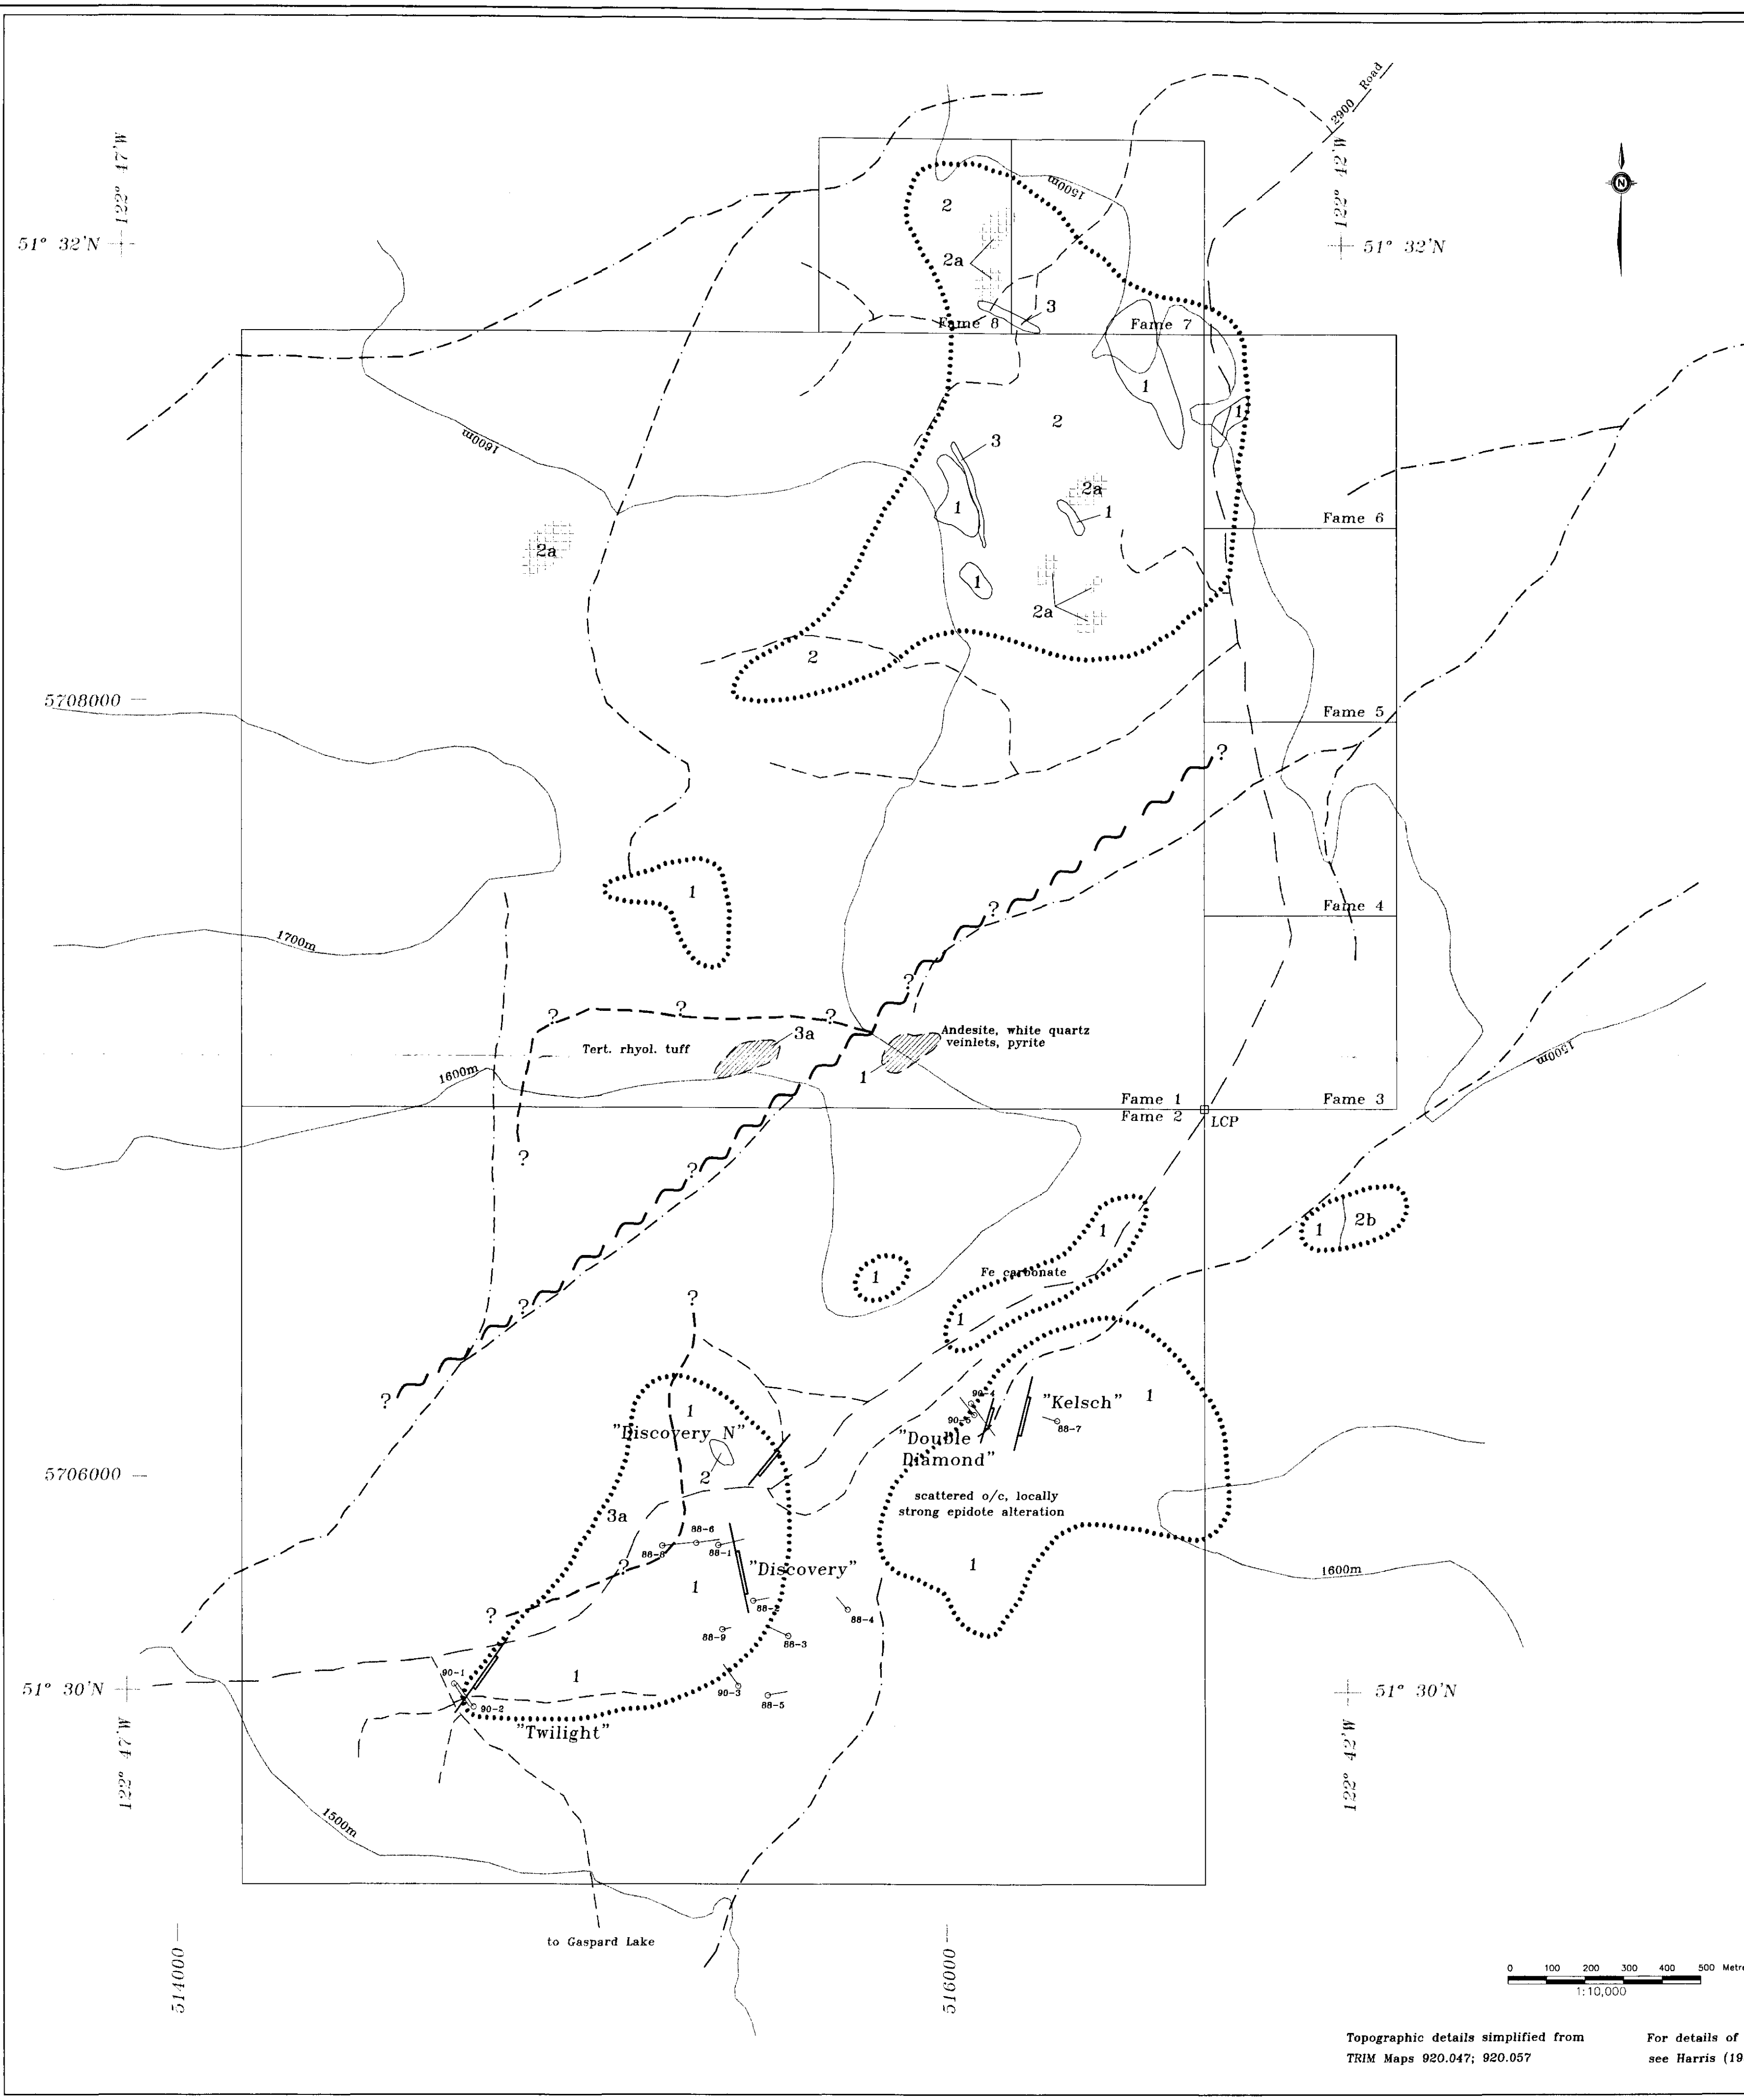 2900 Road
122° 47'W
122° 42'W
N
1500m
2
51° 32'N
51° 32'N
2a
3
Fame 8
Fame 7
1
1
2
1600m
3
2a
1
1
Fame 6
2a
1
2a
2
5708000
Fame 5
?
1
Fame 4
?
1700m
?
?
?
?
3a
Andesite, white quartz
veinlets, pyrite
Tert. rhyol. tuff
1600m
1
1500m
Fame 1
Fame 3
Fame 2
LCP
?
?
1
1
2b
1
Fe carbonate
?
?
1
?
90-4
"Kelsch"
1
1
90-5
88-7
"Discovery N"
"Double
Diamond"
5706000
2
scattered o/c, locally
strong epidote alteration
3a
88-6
88-8
88-1
?
"Discovery"
1
1
1600m
?
88-2
88-4
88-9
88-3
90-1
1
51° 30'N
51° 30'N
90-3
88-5
90-2
"Twilight"
122° 47'W
122° 42'W
1500m
to Gaspard Lake
514000
516000
0 100 200 300 400 500 Metre
1:10,000
Topographic details simplified from
TRIM Maps 920.047; 920.057
For details of
see Harris (19